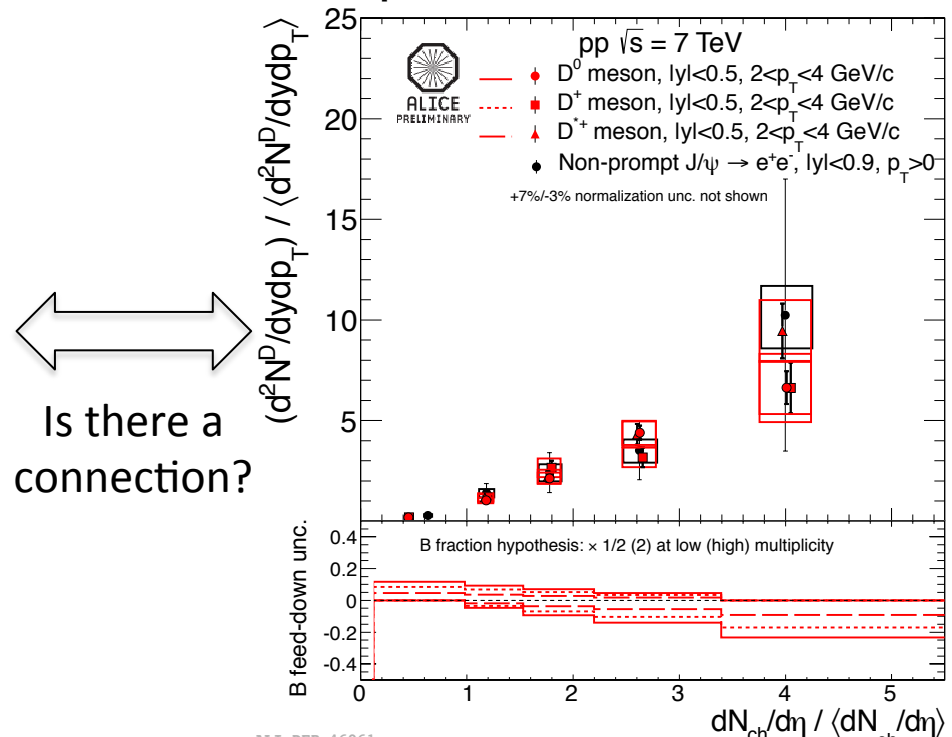 Is there a
connection?
(d²N^D/dydp_T) / ⟨d²N^D/dydp_T⟩
25
20
15
10
5
ALICE
PRELIMINARY
pp √s = 7 TeV
D⁰ meson, |y|<0.5, 2<p_T<4 GeV/c
D⁺ meson, |y|<0.5, 2<p_T<4 GeV/c
D*⁺ meson, |y|<0.5, 2<p_T<4 GeV/c
Non-prompt J/ψ → e⁺e⁻, |y|<0.9, p_T>0
+7%/-3% normalization unc. not shown
B feed-down unc.
0.4
0.2
0
-0.2
-0.4
B fraction hypothesis: × 1/2 (2) at low (high) multiplicity
0 1 2 3 4 5
dN_ch/dη / ⟨dN_ch/dη⟩